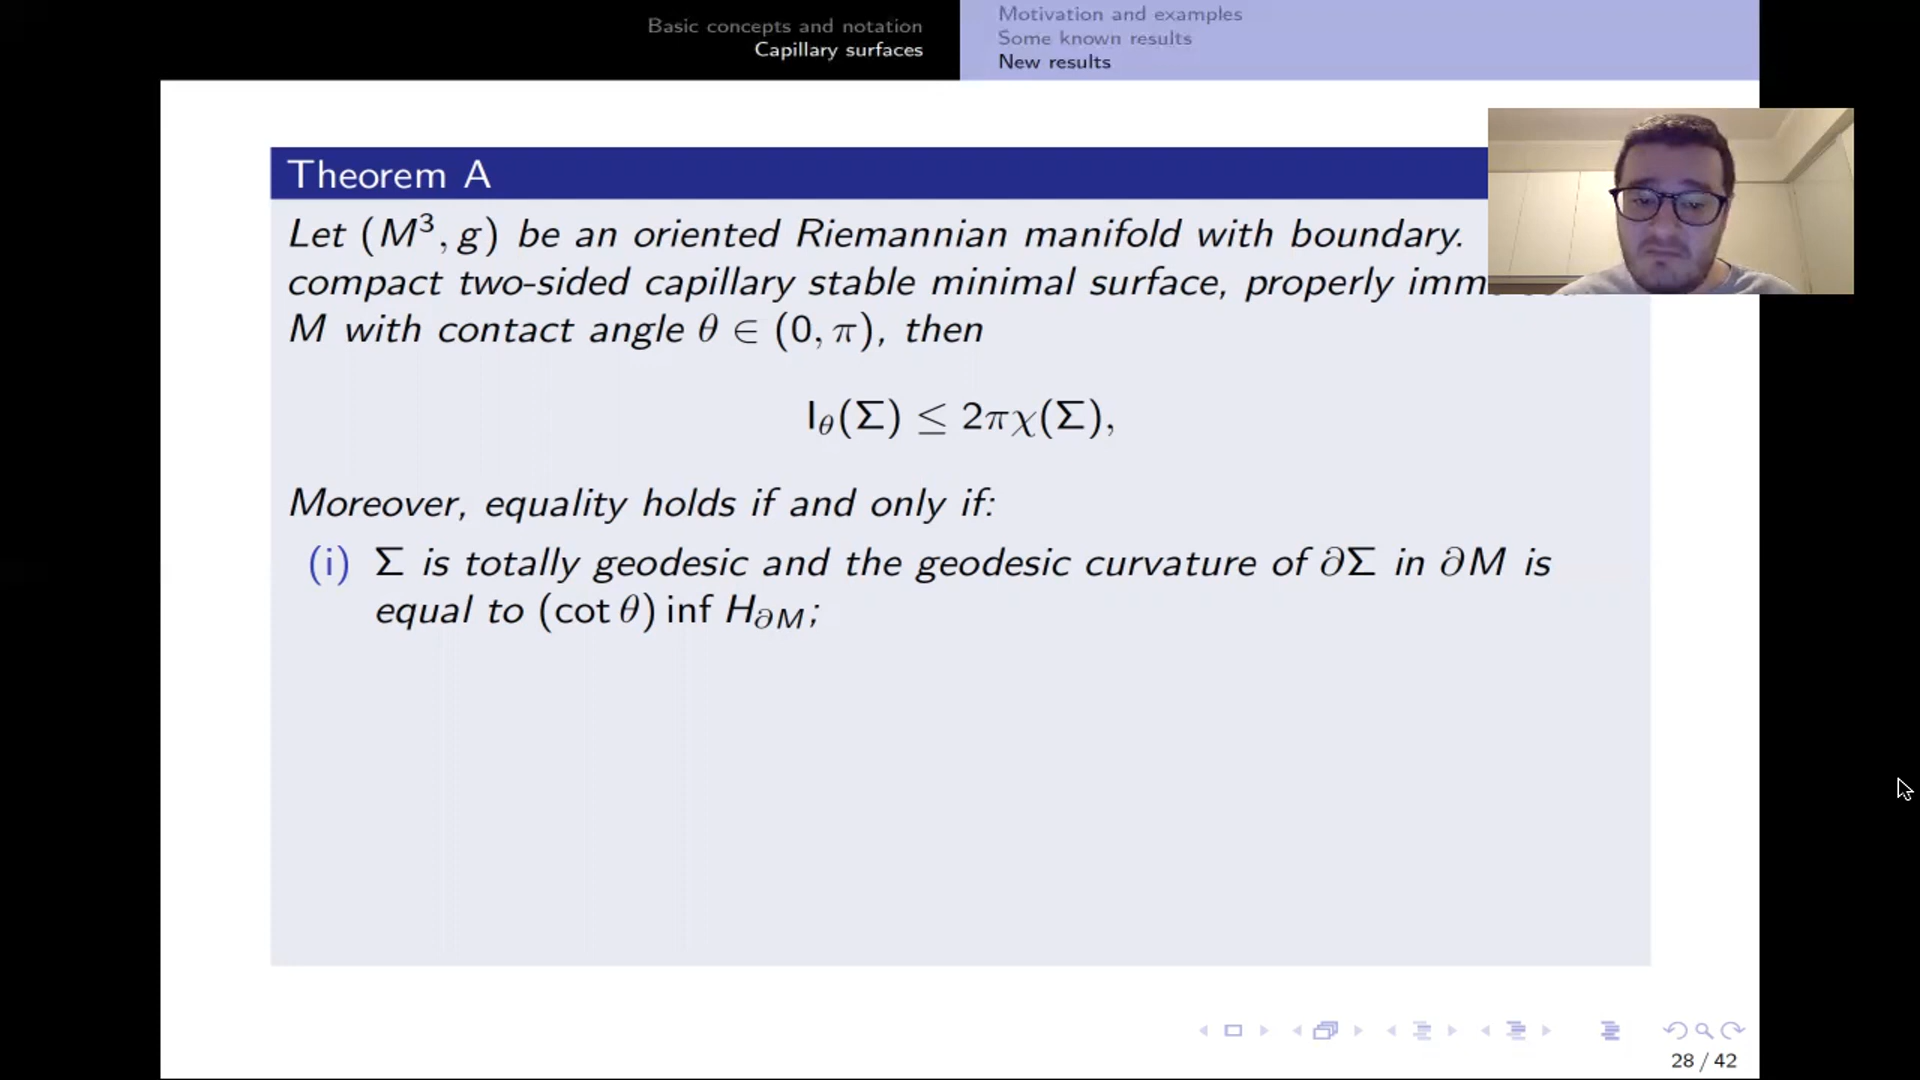 Basic concepts and notation
Capillary surfaces
Motivation and examples
Some known results
New results
Theorem A
Let (M³, g) be an oriented Riemannian manifold with boundary.
compact two-sided capillary stable minimal surface, properly
M with contact angle θ ∈ (0, π), then
I_θ(Σ) ≤ 2πχ(Σ),
Moreover, equality holds if and only if:
(i) Σ is totally geodesic and the geodesic curvature of ∂Σ in ∂M is
equal to (cot θ) inf H_∂M;
28 / 42